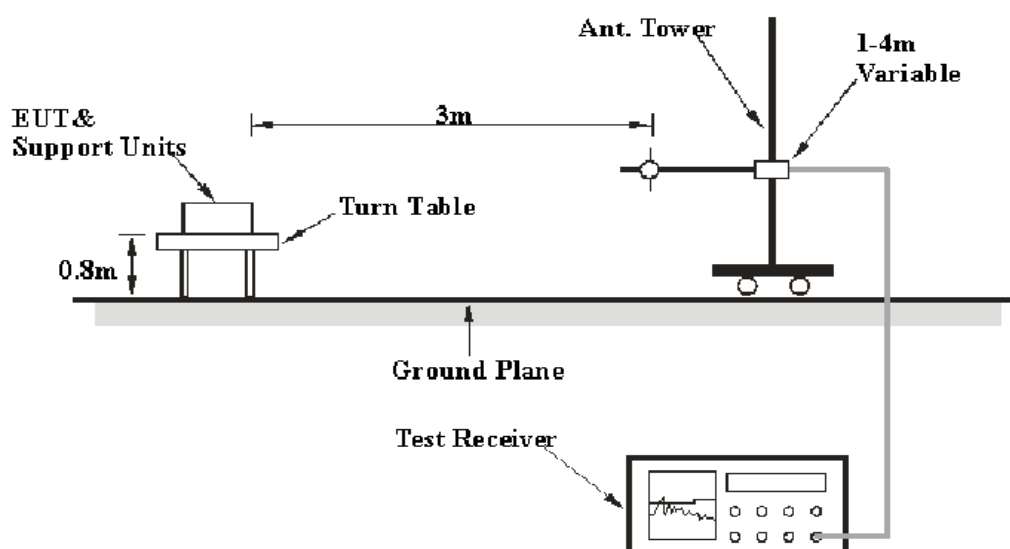 Ant. Tower
1-4m
Variable
EUT&
Support Units
3m
Turn Table
0.8m
Ground Plane
Test Receiver